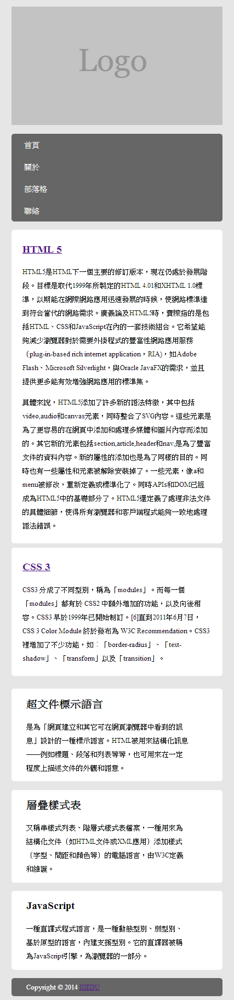 Logo
首頁
關於
部落格
聯絡
HTML 5
HTML5是HTML下一個主要的修訂版本，現在仍處於發展階
段。目標是取代1999年所製定的HTML 4.01和XHTML 1.0標
準，以期能在網際網路應用迅速發展的時候，使網路標準達
到符合當代的網路需求。廣義論及HTML5時，實際指的是包
括HTML、CSS和JavaScript在內的一套技術組合。它希望能
夠減少瀏覽器對於需要外掛程式的豐富性網路應用服務
（plug-in-based rich internet application，RIA)，如Adobe
Flash、Microsoft Silverlight，與Oracle JavaFX的需求，並且
提供更多能有效增強網路應用的標準集。
具體來說，HTML5添加了許多新的語法特徵，其中包括
video,audio和canvas元素，同時整合了SVG內容。這些元素是
為了更容易的在網頁中添加和處理多媒體和圖片內容而添加
的。其它新的元素包括section,article,header和nav,是為了豐富
文件的資料內容。新的屬性的添加也是為了同樣的目的。同
時也有一些屬性和元素被解除安裝掉了。一些元素，像a和
menu被修改，重新定義或標準化了。同時APIs和DOM已經
成為HTML5中的基礎部分了。HTML5還定義了處理非法文件
的具體細節，使得所有瀏覽器和客戶端程式能夠一致地處理
語法錯誤。
CSS 3
CSS3 分成了不同型別，稱為「modules」。而每一個
「modules」都有於 CSS2 中額外增加的功能，以及向後相
容。CSS3 早於1999年已開始制訂。[6]直到2011年6月7日，
CSS 3 Color Module 終於發布為 W3C Recommendation。CSS3
裡增加了不少功能，如：「border-radius」、「text-
shadow」、「transform」以及「transition」。
超文件標示語言
是為「網頁建立和其它可在網頁瀏覽器中看到的訊
息」設計的一種標示語言。HTML被用來結構化訊息
——例如標題、段落和列表等等，也可用來在一定
程度上描述文件的外觀和語意。
層疊樣式表
又稱串樣式列表、階層式樣式表檔案，一種用來為
結構化文件（如HTML文件或XML應用）添加樣式
（字型、間距和顏色等）的電腦語言，由W3C定義
和維護。
JavaScript
一種直譯式程式語言，是一種動態型別、弱型別、
基於原型的語言，內建支援型別。它的直譯器被稱
為JavaScript引擎，為瀏覽器的一部分。
Copyright © 2014 IIIEDU